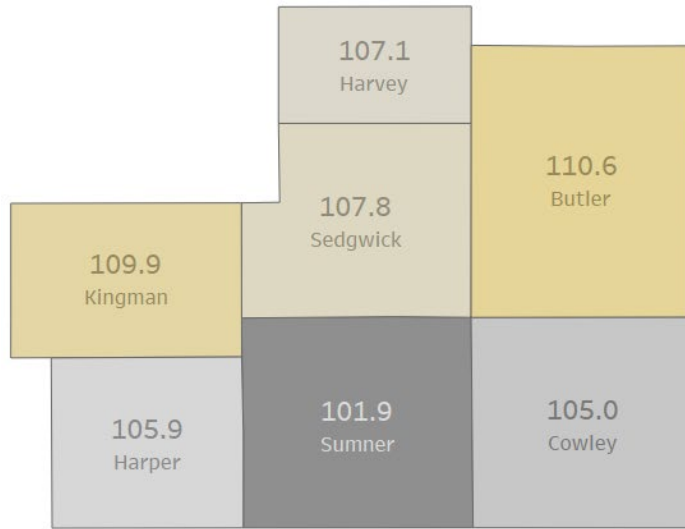 107.1
Harvey
110.6
Butler
107.8
Sedgwick
109.9
Kingman
105.9
Harper
101.9
Sumner
105.0
Cowley